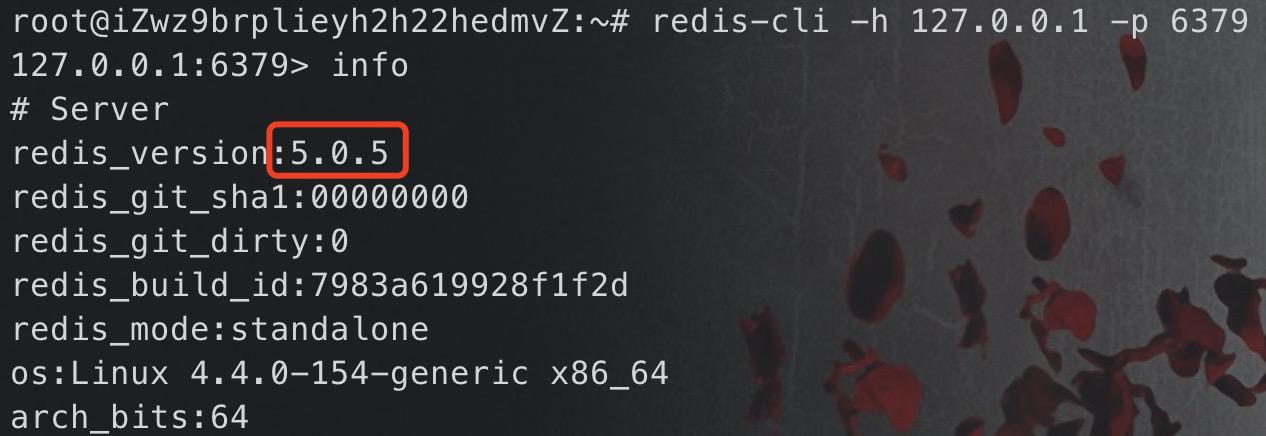 root@iZwz9brplieyh2h22hedmvZ:~# redis-cli -h 127.0.0.1 -p 6379
127.0.0.1:6379> info
# Server
redis_version:5.0.5
redis_git_sha1:00000000
redis_git_dirty:0
redis_build_id:7983a619928f1f2d
redis_mode:standalone
os:Linux 4.4.0-154-generic x86_64
arch_bits:64